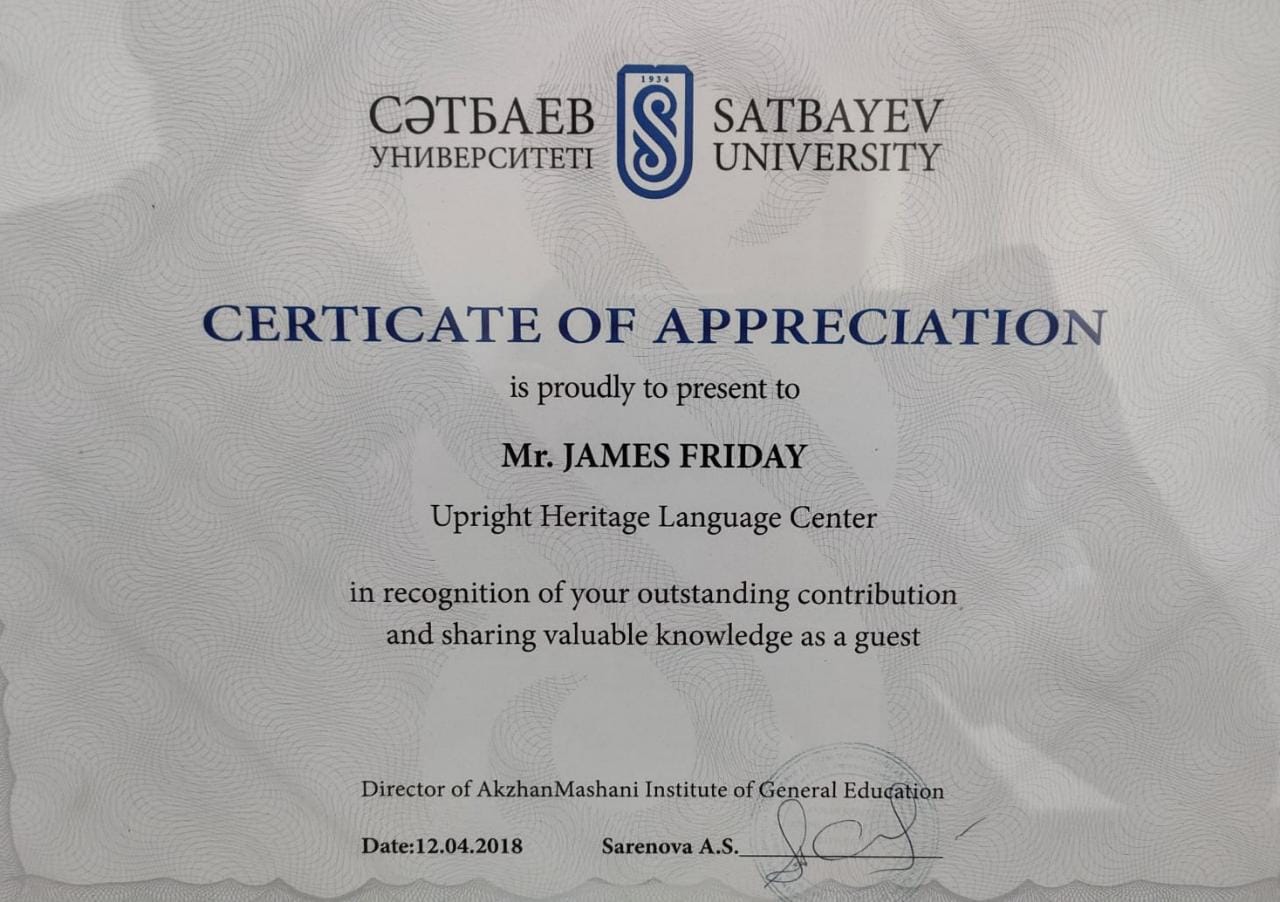 СӘТБАЕВ
УНИВЕРСИТЕТІ
1934
SATBAYEV
UNIVERSITY
CERTICATE OF APPRECIATION
is proudly to present to
Mr. JAMES FRIDAY
Upright Heritage Language Center
in recognition of your outstanding contribution
and sharing valuable knowledge as a guest
Director of AkzhanMashani Institute of General Education
Date:12.04.2018 Sarenova A.S.